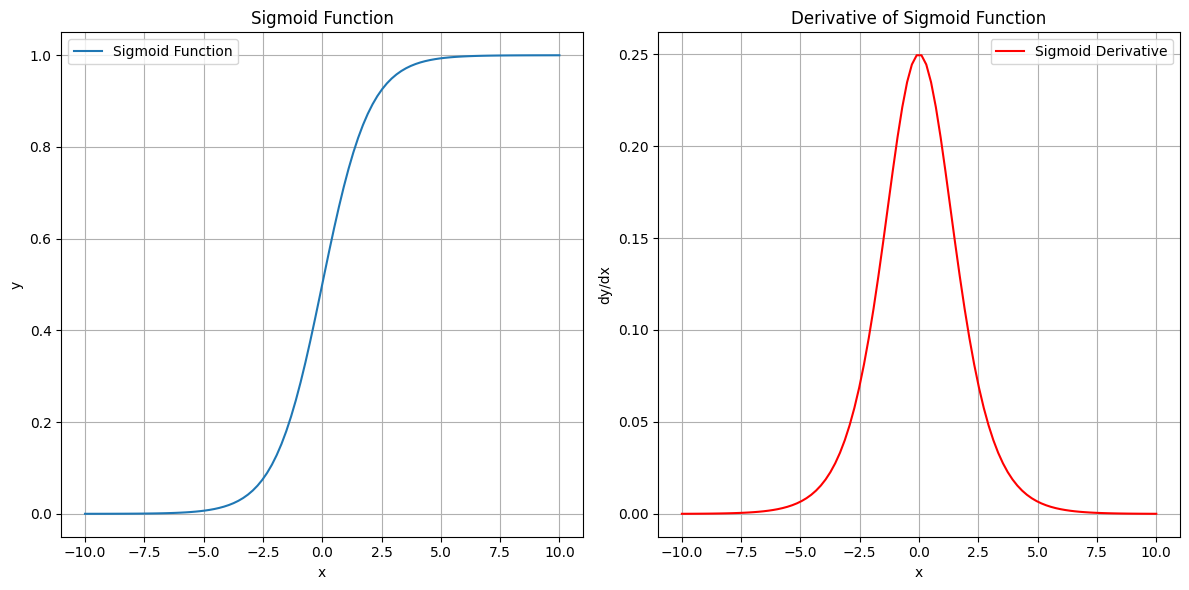 Sigmoid Function
Sigmoid Function
1.0
0.8
0.6
0.4
0.2
0.0
y
−10.0 −7.5 −5.0 −2.5 0.0 2.5 5.0 7.5 10.0
x
Derivative of Sigmoid Function
Sigmoid Derivative
0.25
0.20
0.15
0.10
0.05
0.00
dy/dx
−10.0 −7.5 −5.0 −2.5 0.0 2.5 5.0 7.5 10.0
x